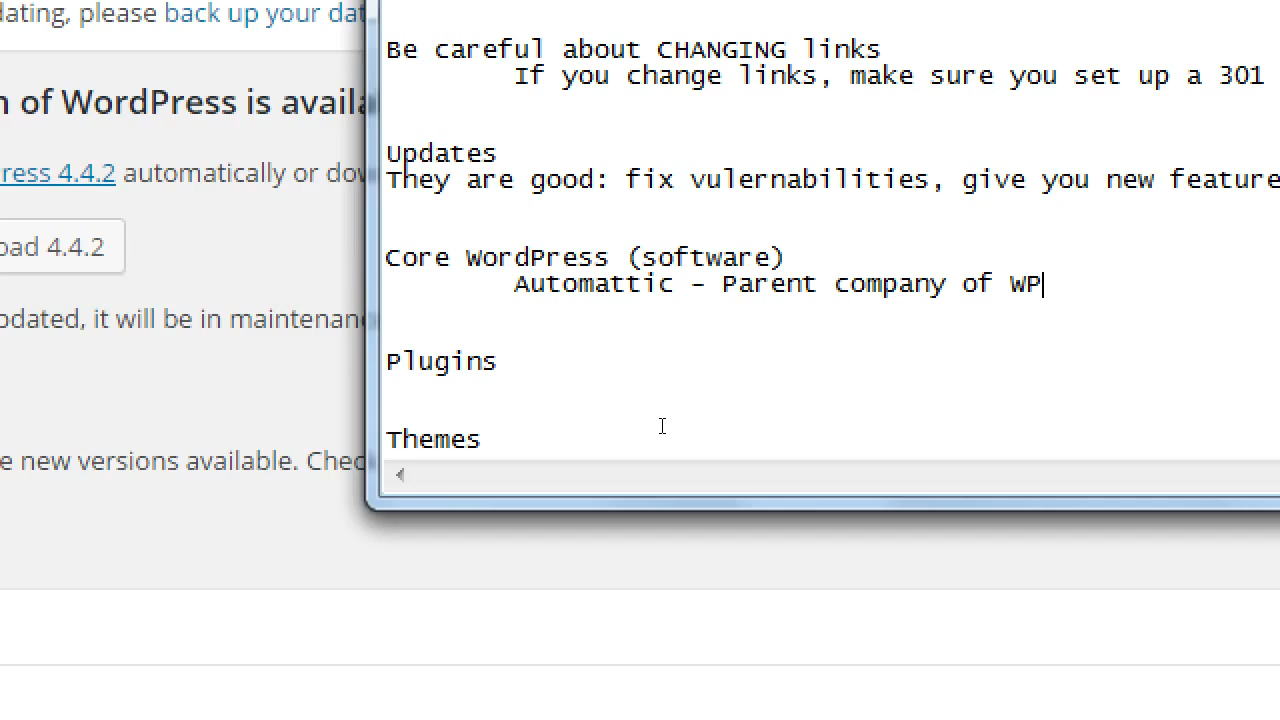 dating, please back up your dat
n of WordPress is availa
ress 4.4.2 automatically or dow
oad 4.4.2
pdated, it will be in maintenanc
e new versions available. Chec
Be careful about CHANGING links
If you change links, make sure you set up a 301
Updates
They are good: fix vulernabilities, give you new feature
Core WordPress (software)
Automattic - Parent company of WP
Plugins
Themes